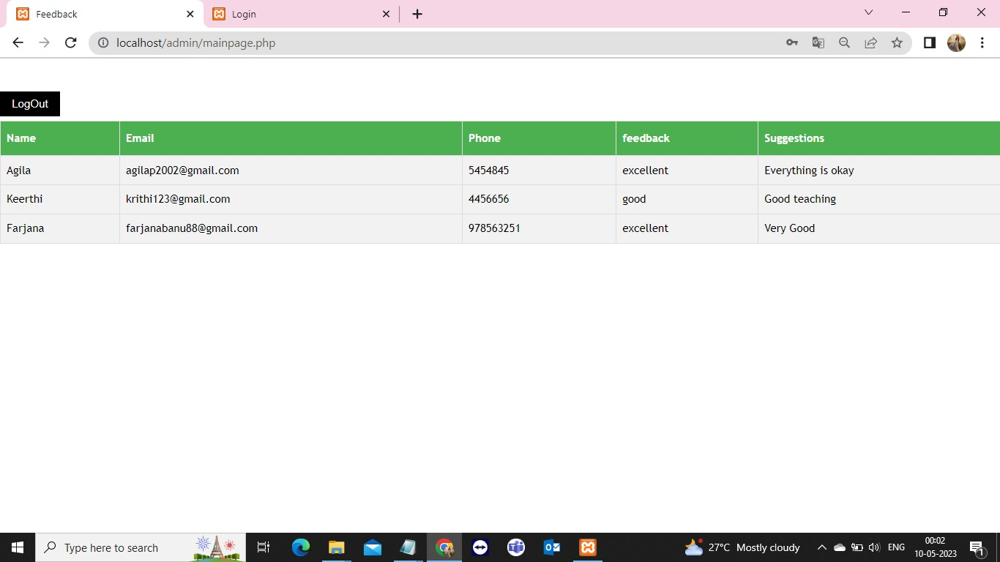 Feedback
Login
localhost/admin/mainpage.php
LogOut
Name Email Phone feedback Suggestions
Agila agilap2002@gmail.com 5454845 excellent Everything is okay
Keerthi krithi123@gmail.com 4456656 good Good teaching
Farjana farjanabanu88@gmail.com 978563251 excellent Very Good
Type here to search
27°C Mostly cloudy
ENG
00:02
10-05-2023
1